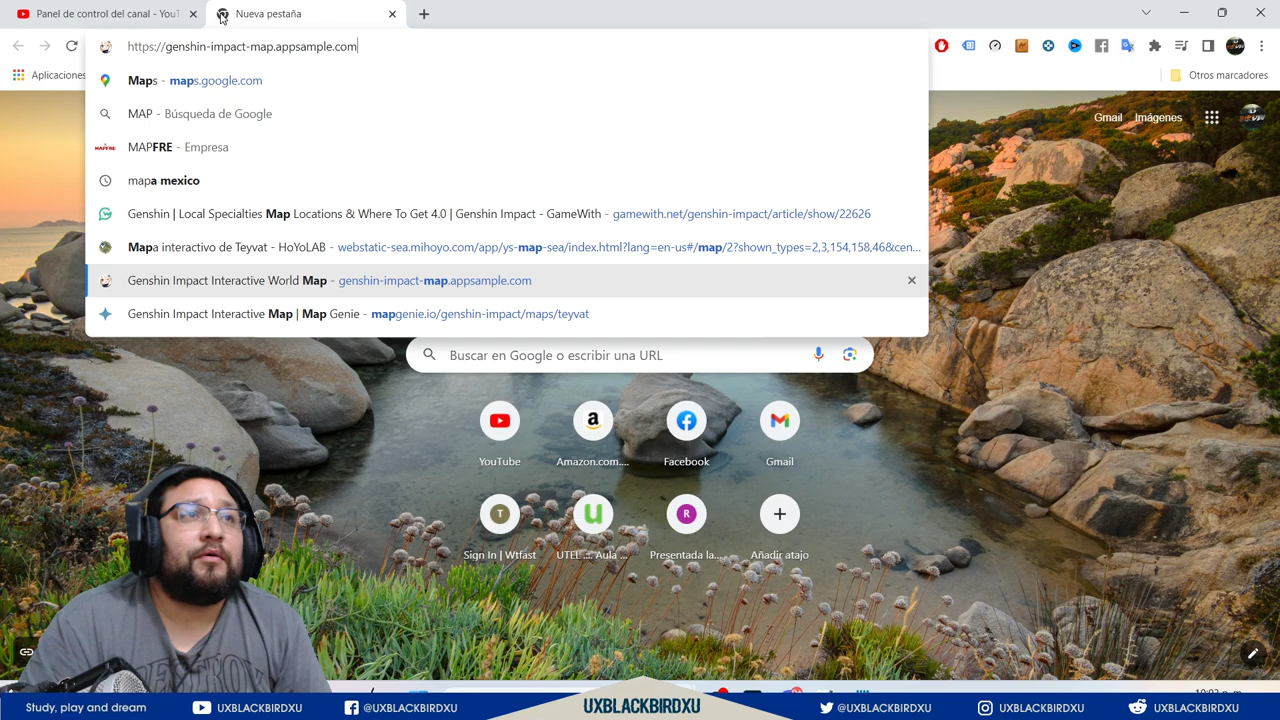 Panel de control del canal - YouT
Nueva pestaña
https://genshin-impact-map.appsample.com
Aplicaciones
Otros marcadores
Maps - maps.google.com
MAP - Búsqueda de Google
MAPFRE
MAPFRE - Empresa
mapa mexico
Genshin | Local Specialties Map Locations & Where To Get 4.0 | Genshin Impact - GameWith - gamewith.net/genshin-impact/article/show/22626
Mapa interactivo de Teyvat - HoYoLAB - webstatic-sea.mihoyo.com/app/ys-map-sea/index.html?lang=en-us#/map/2?shown_types=2,3,154,158,46&cen...
Genshin Impact Interactive World Map - genshin-impact-map.appsample.com
Genshin Impact Interactive Map | Map Genie - mapgenie.io/genshin-impact/maps/teyvat
Gmail Imágenes
Buscar en Google o escribir una URL
YouTube Amazon.com.... Facebook Gmail
T R
Sign In | Wtfast UTEL .::. Aula ... Presentada la... Añadir atajo
Study, play and dream UXBLACKBIRDXU @UXBLACKBIRDXU UXBLACKBIRDXU @UXBLACKBIRDXU UXBLACKBIRDXU UXBLACKBIRDXU